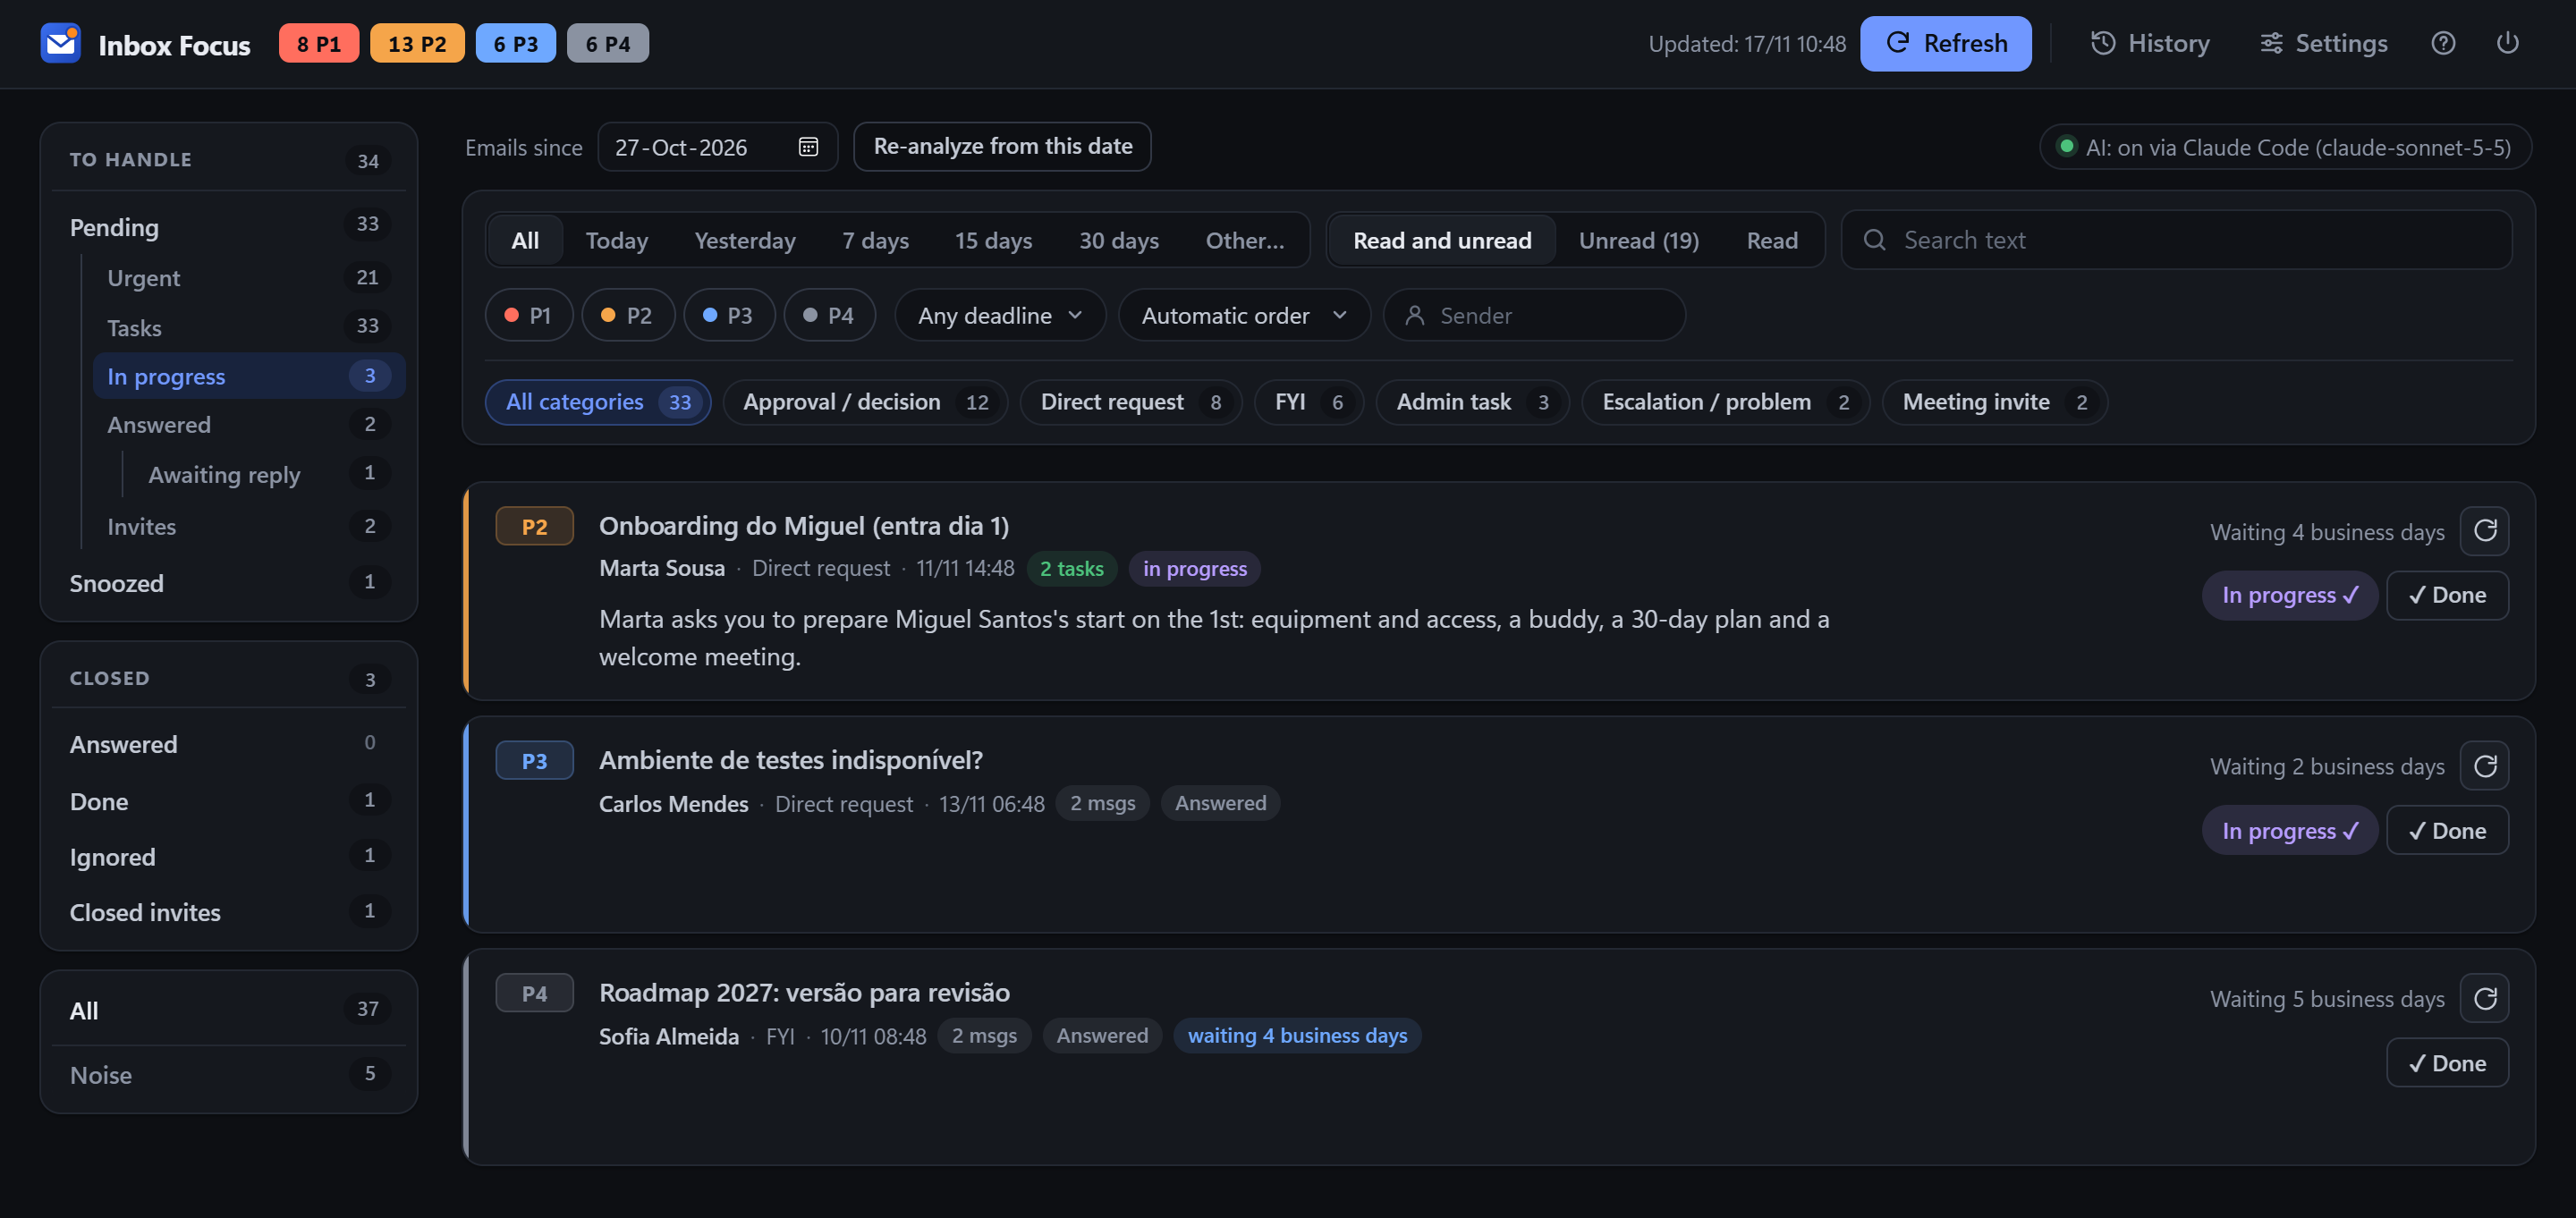 Inbox Focus 8 P1 13 P2 6 P3 6 P4 Updated: 17/11 10:48 Refresh History Settings
TO HANDLE 34
Pending 33
Urgent 21
Tasks 33
In progress 3
Answered 2
Awaiting reply 1
Invites 2
Snoozed 1
CLOSED 3
Answered 0
Done 1
Ignored 1
Closed invites 1
All 37
Noise 5
Emails since 27-Oct-2026 Re-analyze from this date AI: on via Claude Code (claude-sonnet-5-5)
All Today Yesterday 7 days 15 days 30 days Other... Read and unread Unread (19) Read Search text
P1 P2 P3 P4 Any deadline Automatic order Sender
All categories 33 Approval / decision 12 Direct request 8 FYI 6 Admin task 3 Escalation / problem 2 Meeting invite 2
P2 Onboarding do Miguel (entra dia 1) Waiting 4 business days
Marta Sousa · Direct request · 11/11 14:48 2 tasks in progress In progress ✓ ✓ Done
Marta asks you to prepare Miguel Santos's start on the 1st: equipment and access, a buddy, a 30-day plan and a
welcome meeting.
P3 Ambiente de testes indisponível? Waiting 2 business days
Carlos Mendes · Direct request · 13/11 06:48 2 msgs Answered In progress ✓ ✓ Done
P4 Roadmap 2027: versão para revisão Waiting 5 business days
Sofia Almeida · FYI · 10/11 08:48 2 msgs Answered waiting 4 business days ✓ Done